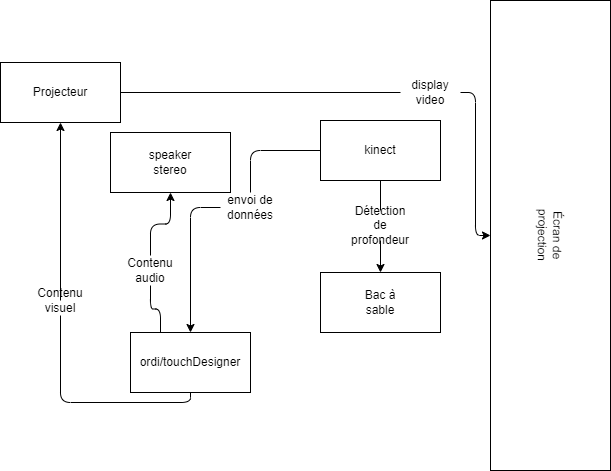 display
video
Projecteur
speaker
stereo
kinect
envoi de
données
Détection
de
profondeur
Écran de
projection
Contenu
audio
Contenu
visuel
Bac à
sable
ordi/touchDesigner